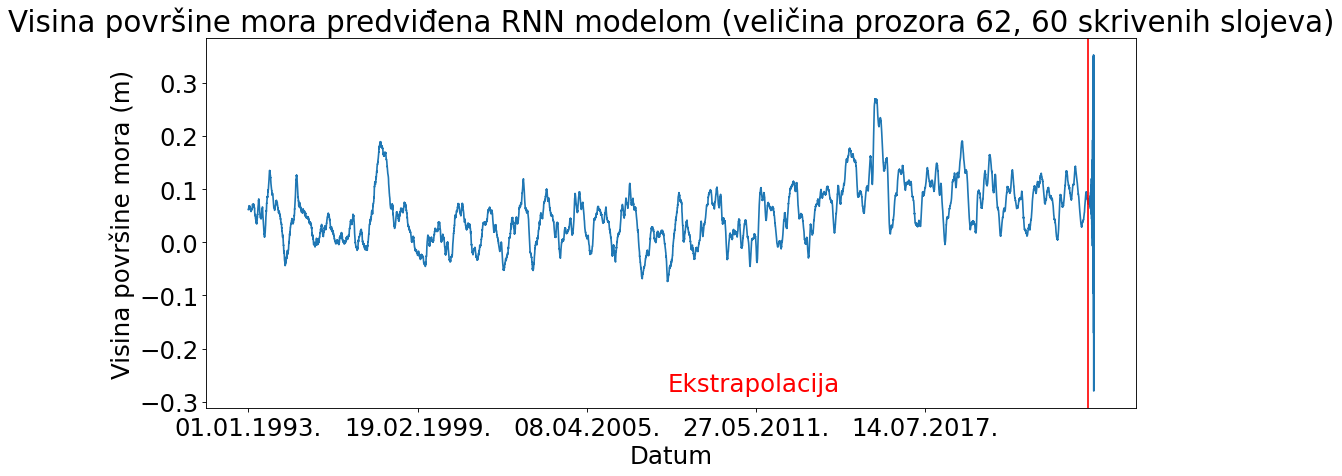 Visina površine mora predviđena RNN modelom (veličina prozora 62, 60 skrivenih slojeva)
Visina površine mora (m)
0.3
0.2
0.1
0.0
−0.1
−0.2
−0.3
Ekstrapolacija
01.01.1993. 19.02.1999. 08.04.2005. 27.05.2011. 14.07.2017.
Datum